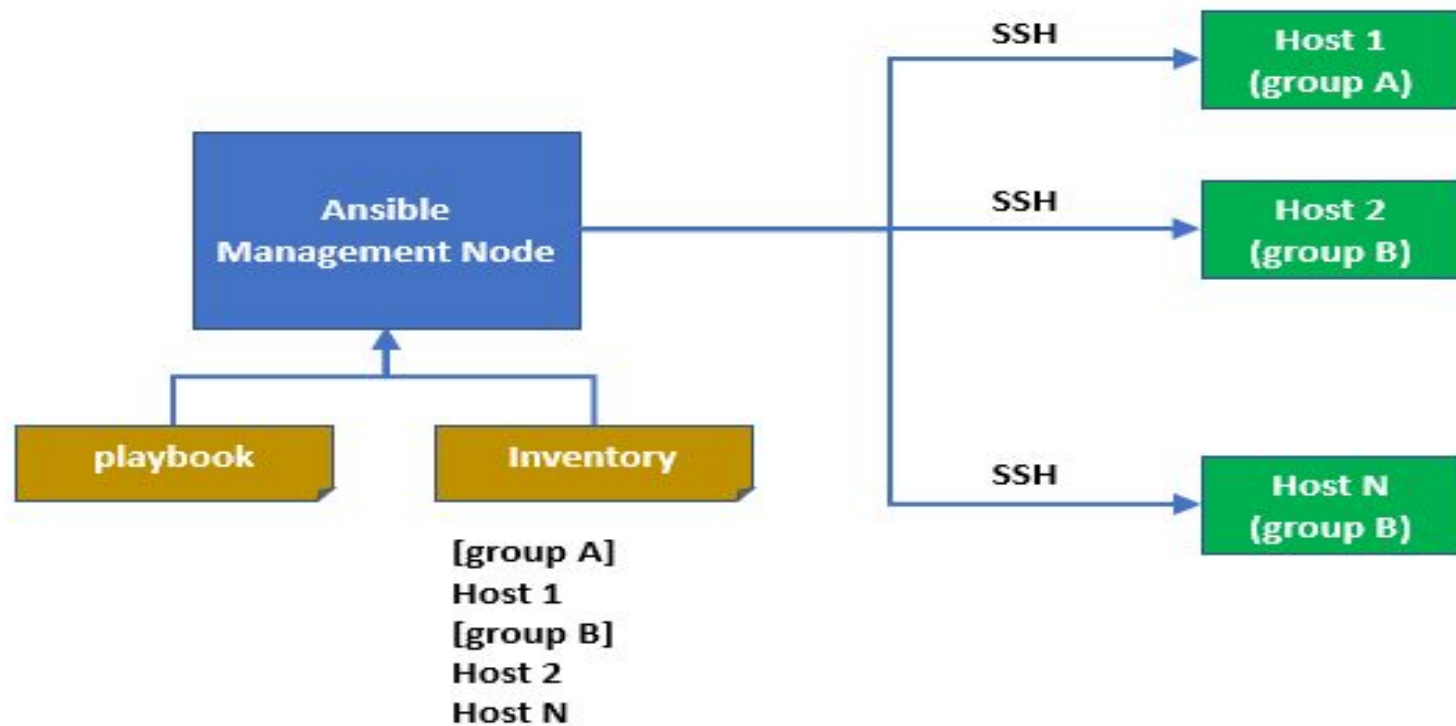 SSH
Host 1
(group A)
Ansible
Management Node
SSH
Host 2
(group B)
playbook
Inventory
SSH
Host N
(group B)
[group A]
Host 1
[group B]
Host 2
Host N